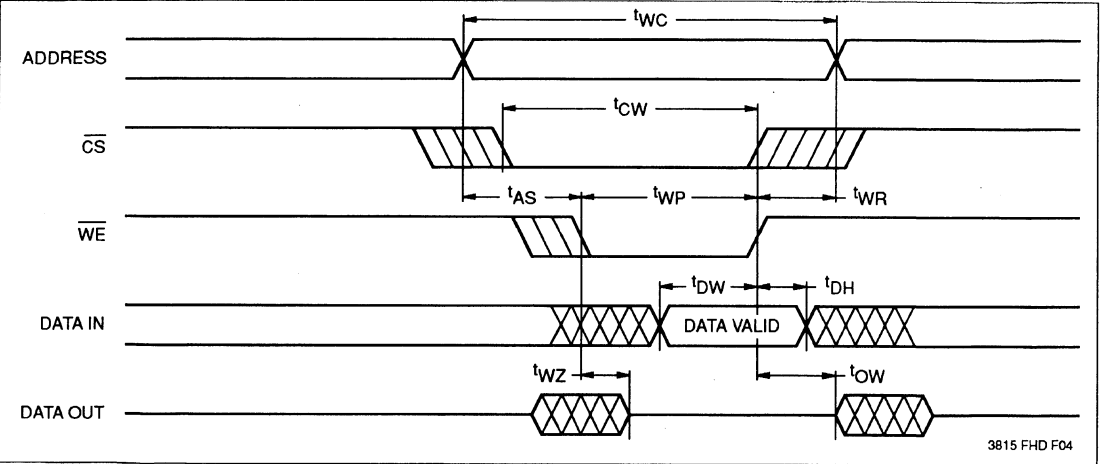 tWC
ADDRESS
tCW
CS
tAS tWP tWR
WE
tDW tDH
DATA IN DATA VALID
tWZ tOW
DATA OUT
3815 FHD F04